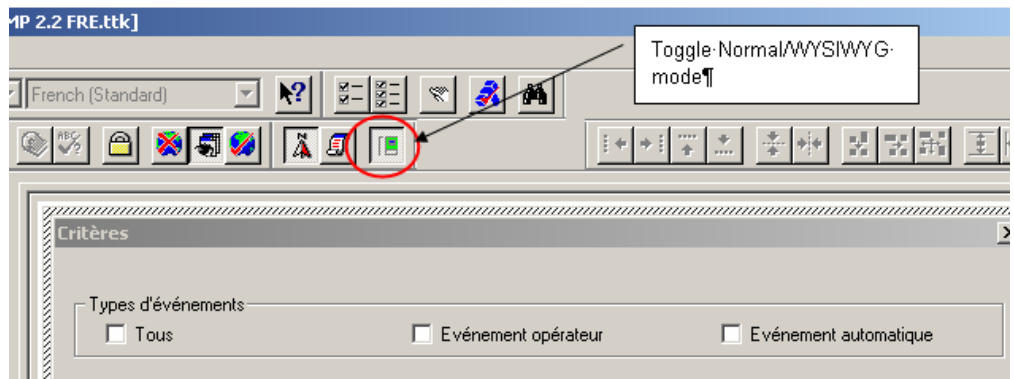 MP 2.2 FRE.ttk]
Toggle·Normal/WYSIWYG·
mode¶
French (Standard)
?
ABC
?
A
Critères
Types d'événements
Tous
Evénement opérateur
Evénement automatique